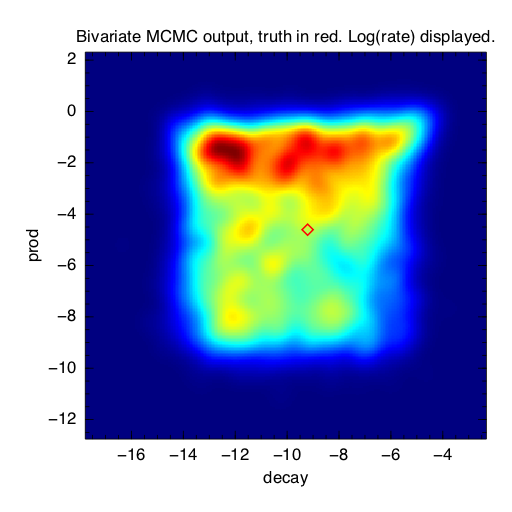 Bivariate MCMC output, truth in red. Log(rate) displayed.
2
0
−2
−4
−6
−8
−10
−12
prod
−16 −14 −12 −10 −8 −6 −4
decay